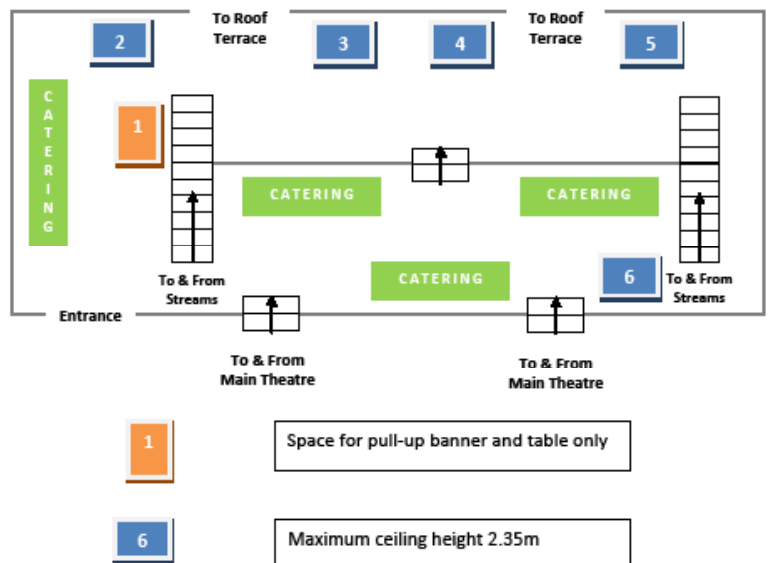 To Roof
Terrace
To Roof
Terrace
2
3
4
5
CATERING
1
CATERING
CATERING
CATERING
6
To & From
Streams
To & From
Streams
Entrance
To & From
Main Theatre
To & From
Main Theatre
1
Space for pull-up banner and table only
6
Maximum ceiling height 2.35m